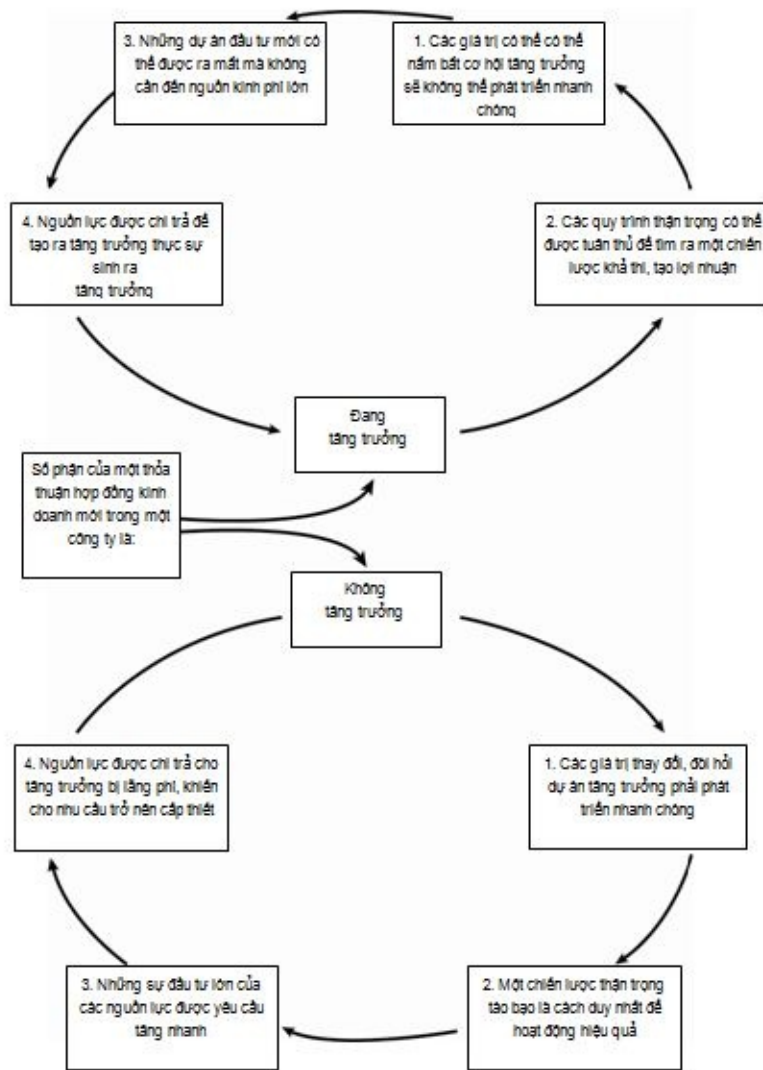 3. Những dự án đầu tư mới có
thể được ra mắt mà không
cần đến nguồn kinh phí lớn
1. Các giá trị có thể có thể
nắm bất cơ hội tăng trưởng
sẽ không thể phát triển nhanh
chóng
4. Nguồn lực được chi trả để
tạo ra tăng trưởng thực sự
sinh ra
tăng trưởng
2. Các quy trình thận trọng có thể
được tuân thủ để tìm ra một chiến
lược khả thi, tạo lợi nhuận
Đang
tăng trưởng
Số phận của một thỏa
thuận hợp đồng kinh
doanh mới trong một
công ty là:
Không
tăng trưởng
4. Nguồn lực được chi trả cho
tăng trưởng bị lãng phí, khiến
cho nhu cầu trở nên cấp thiết
1. Các giá trị thay đổi, đòi hỏi
dự án tăng trưởng phải phát
triển nhanh chóng
3. Những sự đầu tư lớn của
các nguồn lực được yêu cầu
tăng nhanh
2. Một chiến lược thận trọng
táo bạo là cách duy nhất để
hoạt động hiệu quả